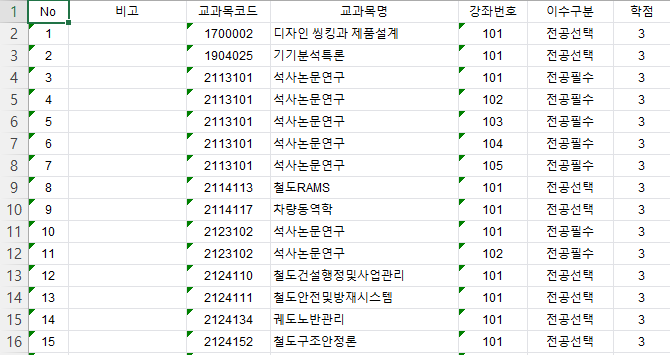 1 No 비고 교과목코드 교과목명 강좌번호 이수구분 학점
2 1 1700002 디자인 씽킹과 제품설계 101 전공선택 3
3 2 1904025 기기분석특론 101 전공선택 3
4 3 2113101 석사논문연구 101 전공필수 3
5 4 2113101 석사논문연구 102 전공필수 3
6 5 2113101 석사논문연구 103 전공필수 3
7 6 2113101 석사논문연구 104 전공필수 3
8 7 2113101 석사논문연구 105 전공필수 3
9 8 2114113 철도RAMS 101 전공선택 3
10 9 2114117 차량동역학 101 전공선택 3
11 10 2123102 석사논문연구 101 전공필수 3
12 11 2123102 석사논문연구 102 전공필수 3
13 12 2124110 철도건설행정및사업관리 101 전공선택 3
14 13 2124111 철도안전및방재시스템 101 전공선택 3
15 14 2124134 궤도노반관리 101 전공선택 3
16 15 2124152 철도구조안정론 101 전공선택 3